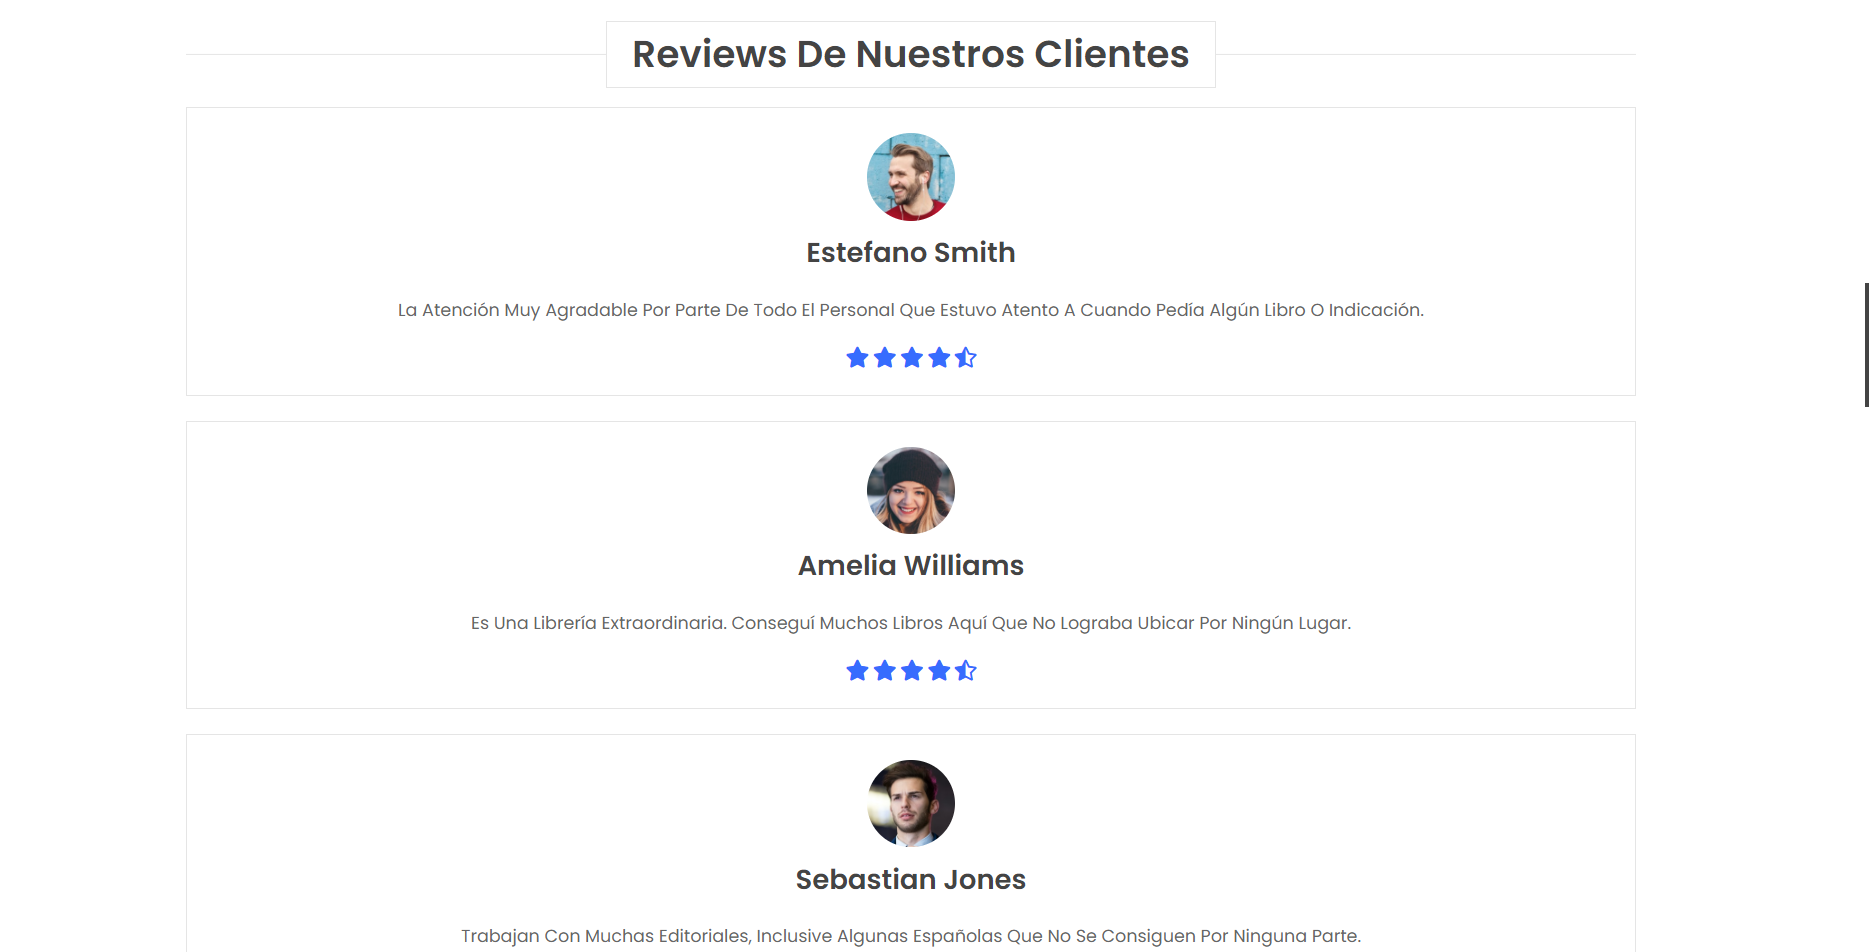 Reviews De Nuestros Clientes
Estefano Smith
La Atención Muy Agradable Por Parte De Todo El Personal Que Estuvo Atento A Cuando Pedía Algún Libro O Indicación.
Amelia Williams
Es Una Librería Extraordinaria. Conseguí Muchos Libros Aquí Que No Lograba Ubicar Por Ningún Lugar.
Sebastian Jones
Trabajan Con Muchas Editoriales, Inclusive Algunas Españolas Que No Se Consiguen Por Ninguna Parte.